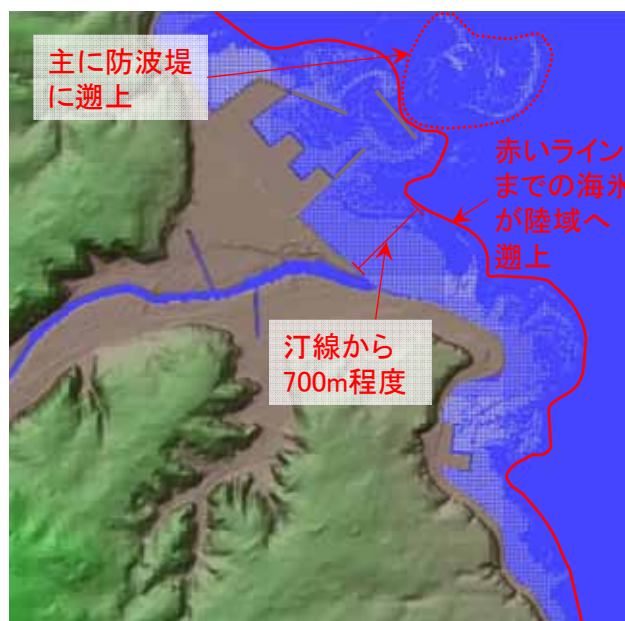 主に防波堤
に遡上
赤いライン
までの海氷
が陸域へ
遡上
汀線から
700m程度